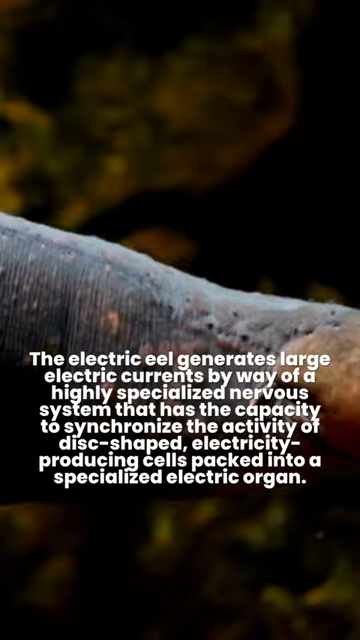 The electric eel generates large
electric currents by way of a
highly specialized nervous
system that has the capacity
to synchronize the activity of
disc-shaped, electricity-
producing cells packed into a
specialized electric organ.